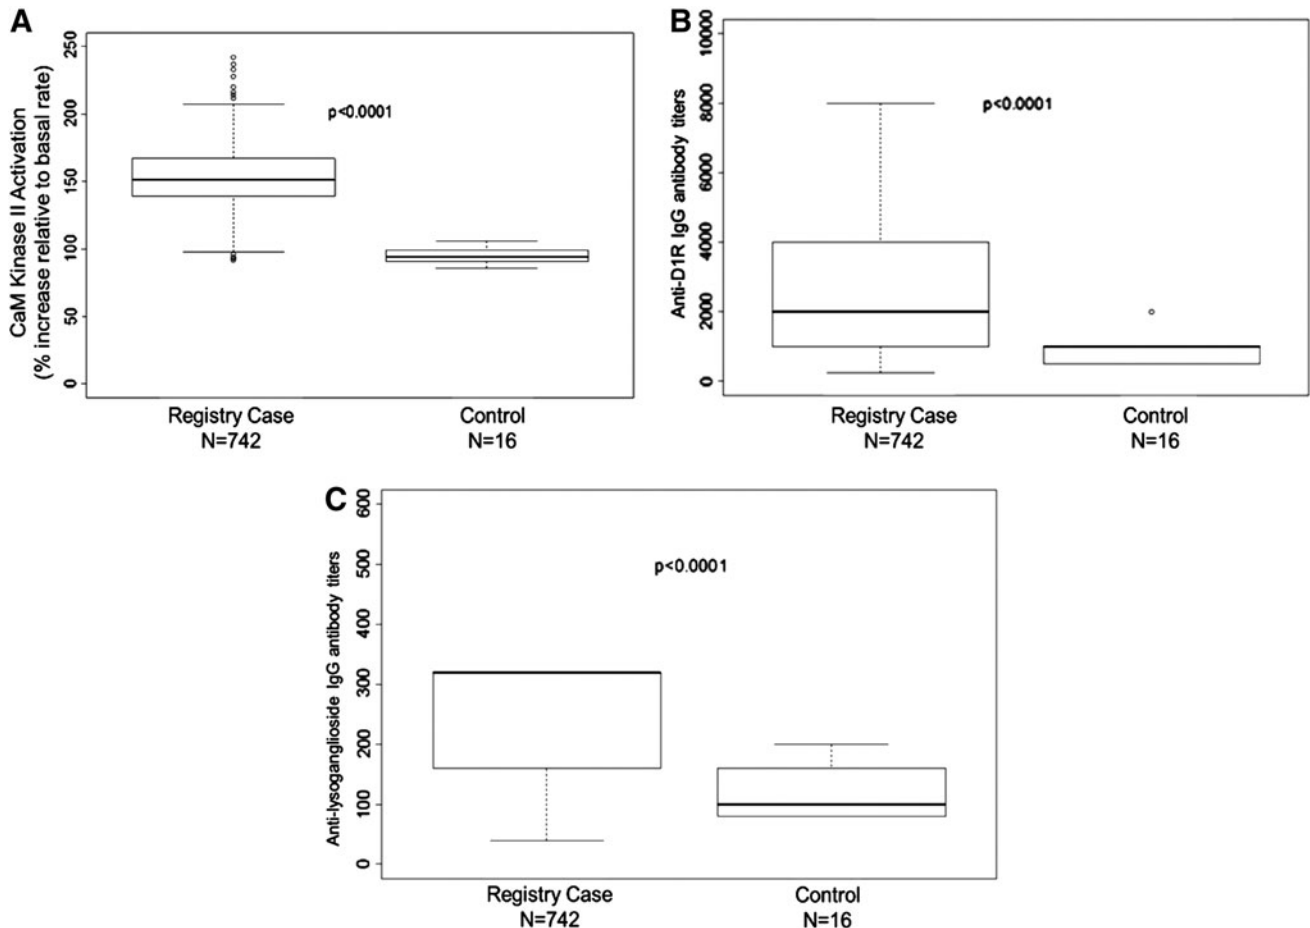 A
CaM Kinase II Activation
(% increase relative to basal rate)
250
200
150
100
50
0
p<0.0001
Registry Case
N=742
Control
N=16
B
Anti-D1R IgG antibody titers
10000
8000
6000
4000
2000
0
p<0.0001
Registry Case
N=742
Control
N=16
C
Anti-lysoganglioside IgG antibody titers
600
500
400
300
200
100
0
p<0.0001
Registry Case
N=742
Control
N=16